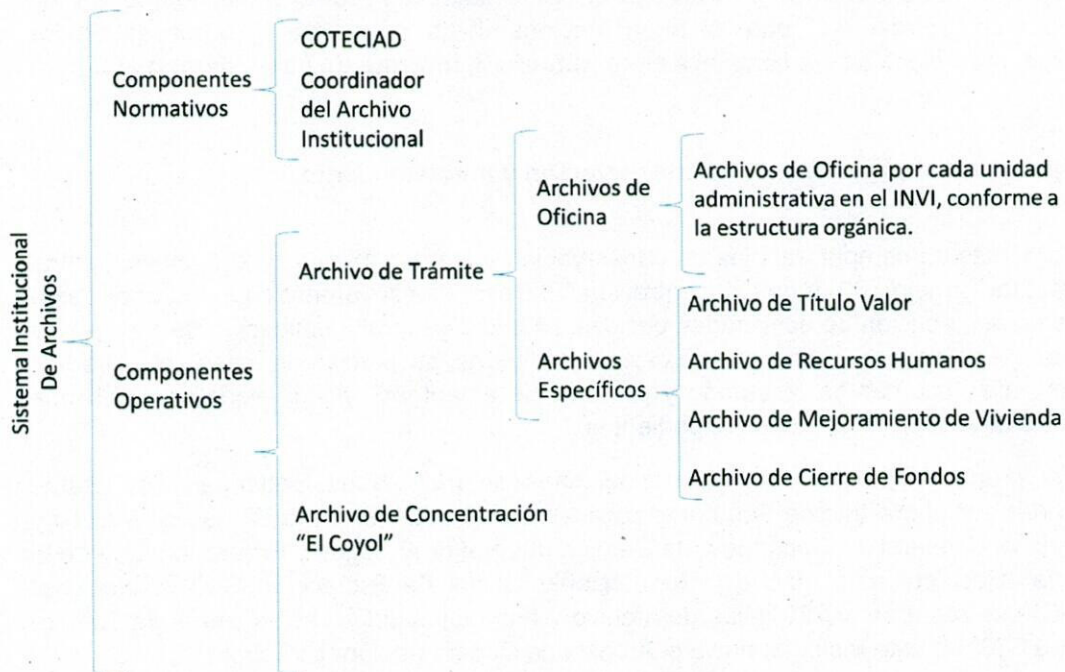 Sistema Institucional
De Archivos
Componentes
Normativos
COTECIAD
Coordinador
del Archivo
Institucional
Componentes
Operativos
Archivo de Trámite
Archivos de
Oficina
Archivos de Oficina por cada unidad
administrativa en el INVI, conforme a
la estructura orgánica.
Archivos
Específicos
Archivo de Título Valor
Archivo de Recursos Humanos
Archivo de Mejoramiento de Vivienda
Archivo de Cierre de Fondos
Archivo de Concentración
"El Coyol"